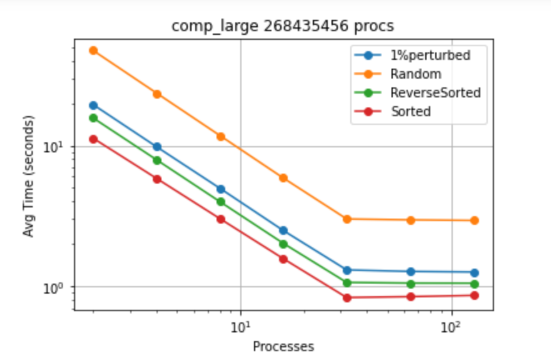 comp_large 268435456 procs
1%perturbed
Random
ReverseSorted
Sorted
Avg Time (seconds)
10¹
10⁰
10¹
10²
Processes